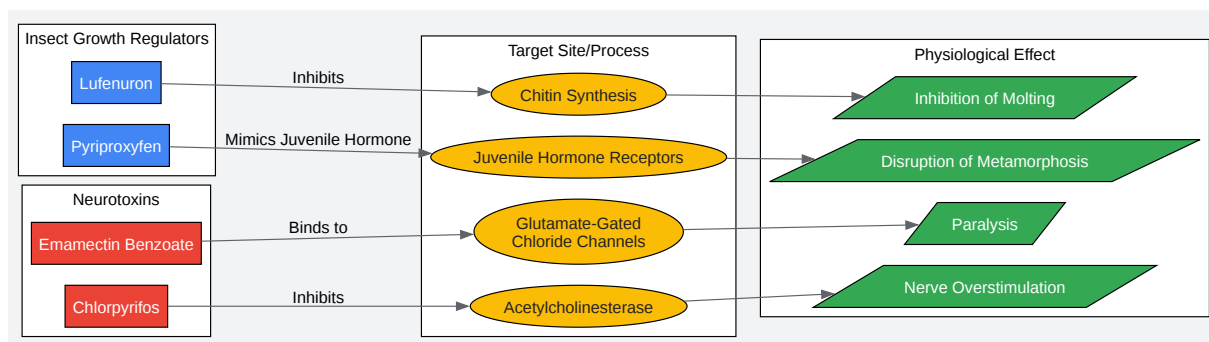 Insect Growth Regulators
Lufenuron
Pyriproxyfen
Neurotoxins
Emamectin Benzoate
Chlorpyrifos
Inhibits
Mimics Juvenile Hormone
Binds to
Inhibits
Target Site/Process
Chitin Synthesis
Juvenile Hormone Receptors
Glutamate-Gated
Chloride Channels
Acetylcholinesterase
Physiological Effect
Inhibition of Molting
Disruption of Metamorphosis
Paralysis
Nerve Overstimulation